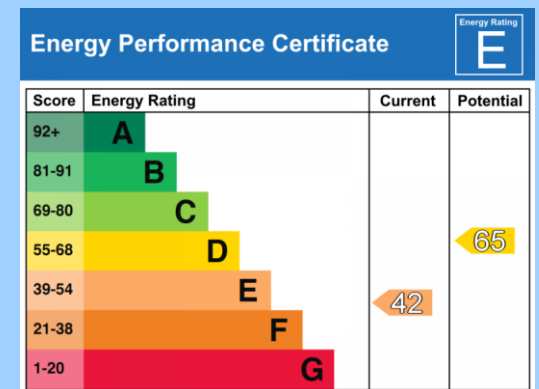 Energy Performance Certificate
Energy Rating
E
Score Energy Rating Current Potential
92+ A
81-91 B
69-80 C
55-68 D 65
39-54 E 42
21-38 F
1-20 G